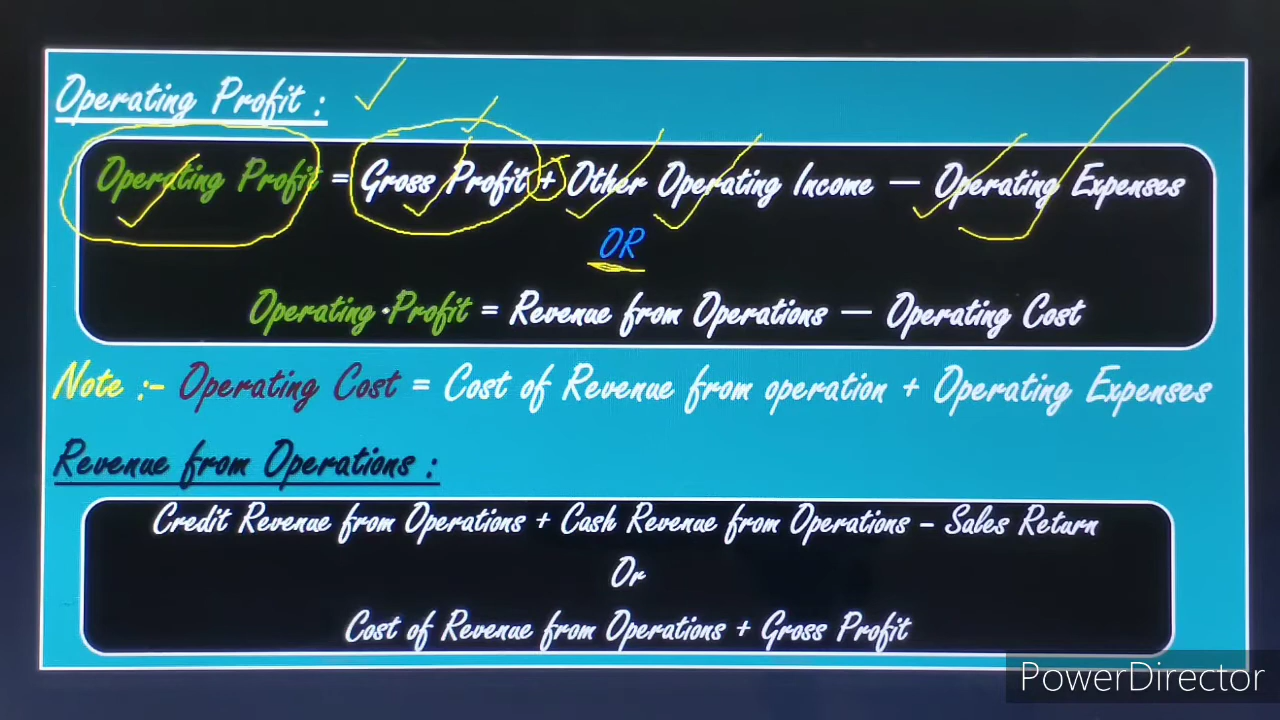 Operating Profit :
Operating Profit = Gross Profit + Other Operating Income — Operating Expenses
OR
Operating Profit = Revenue from Operations — Operating Cost
Note :- Operating Cost = Cost of Revenue from operation + Operating Expenses
Revenue from Operations :
Credit Revenue from Operations + Cash Revenue from Operations - Sales Return
Or
Cost of Revenue from Operations + Gross Profit
PowerDirector